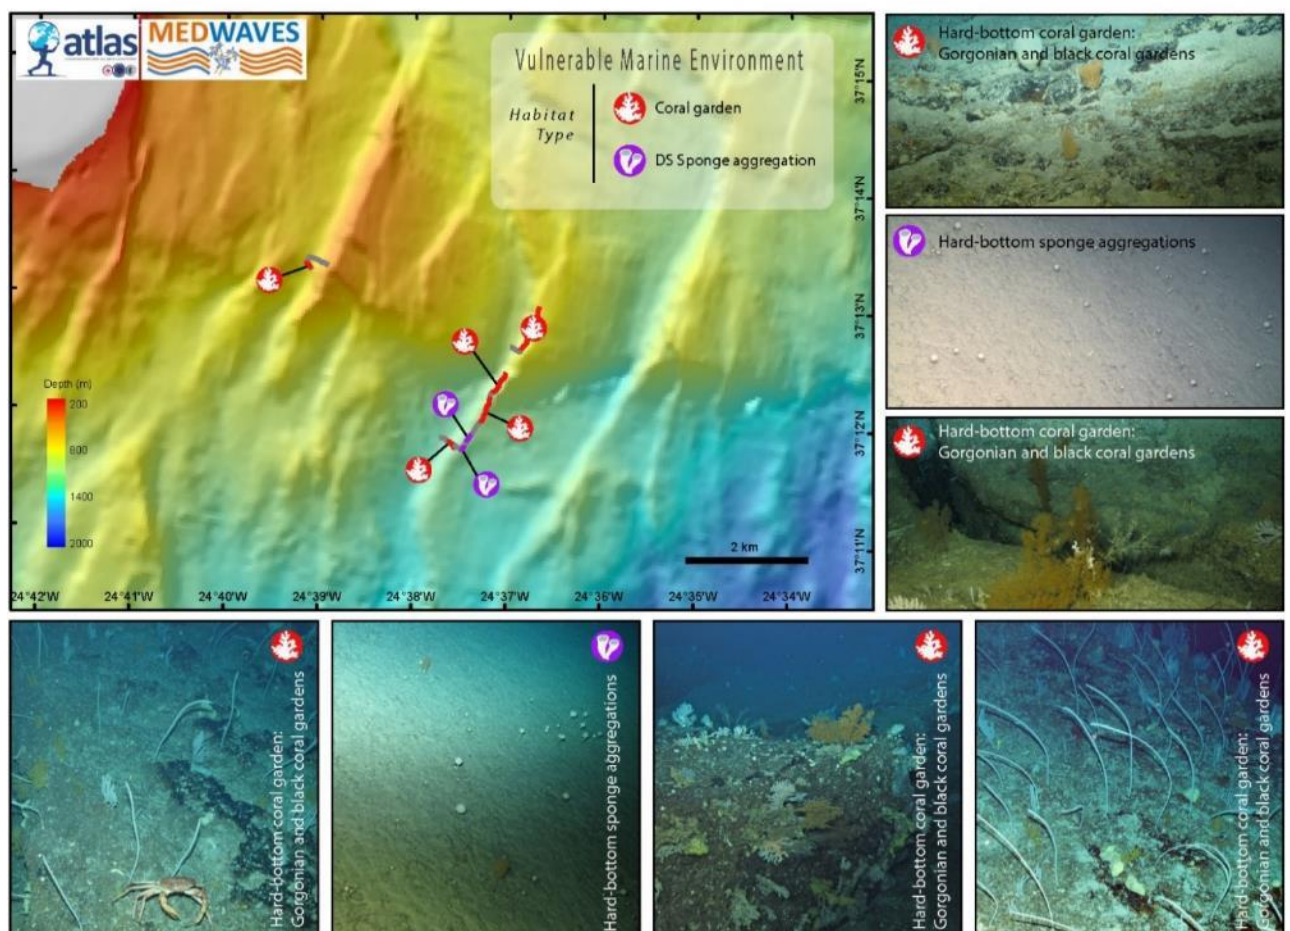 atlas
MEDWAVES
Vulnerable Marine Environment
Habitat
Type
Coral garden
DS Sponge aggregation
37°15'N
37°14'N
37°13'N
37°12'N
37°11'N
Depth (m)
200
800
1400
2000
2 km
24°42'W
24°41'W
24°40'W
24°39'W
24°38'W
24°37'W
24°36'W
24°35'W
24°34'W
Hard-bottom coral garden:
Gorgonian and black coral gardens
Hard-bottom sponge aggregations
Hard-bottom coral garden:
Gorgonian and black coral gardens
Hard-bottom coral garden:
Gorgonian and black coral gardens
Hard-bottom sponge aggregations
Hard-bottom coral garden:
Gorgonian and black coral gardens
Hard-bottom coral garden:
Gorgonian and black coral gardens